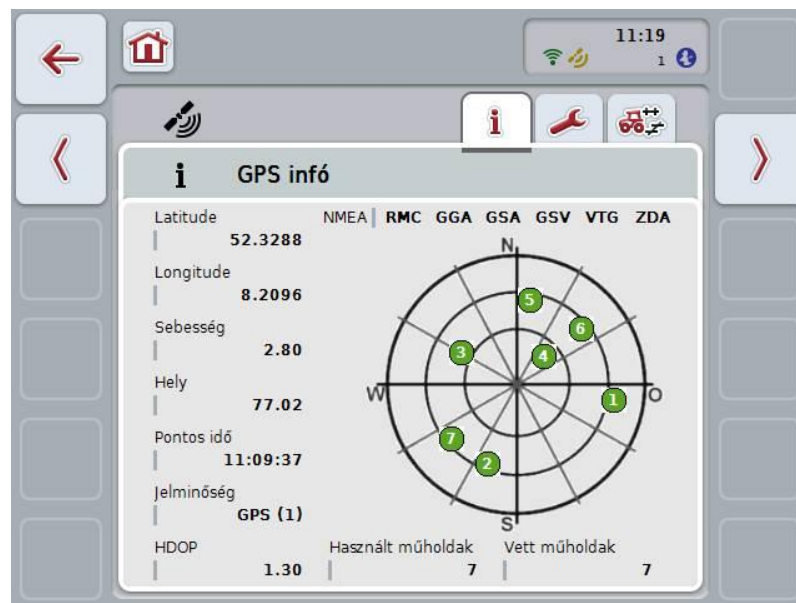 11:19
1
i
i GPS infó
Latitude
52.3288
Longitude
8.2096
Sebesség
2.80
Hely
77.02
Pontos idő
11:09:37
Jelminőség
GPS (1)
HDOP
1.30
NMEA RMC GGA GSA GSV VTG ZDA
N
5
6
3
4
W
O
1
7
2
S
Használt műholdak
7
Vett műholdak
7